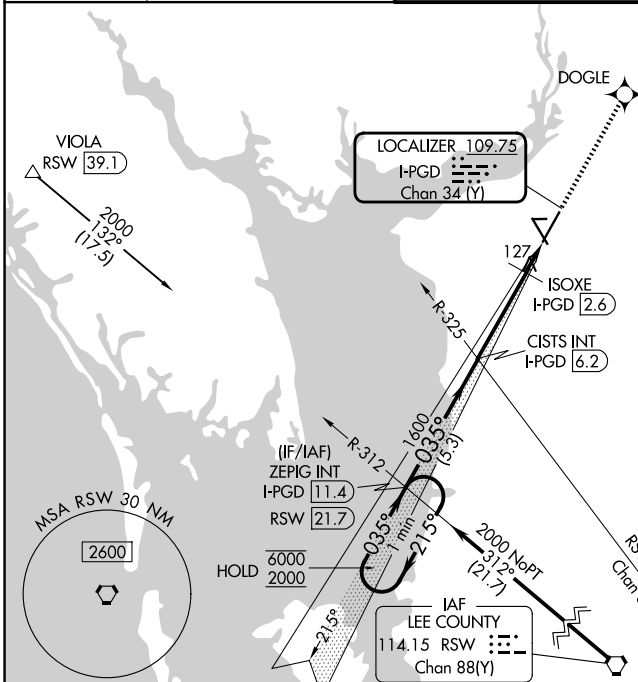 DOGLE
VIOLA
RSW 39.1
2000
132°
(17.5)
LOCALIZER 109.75
I-PGD
Chan 34 (Y)
127
ISOXE
I-PGD 2.6
R-325
CISTS INT
I-PGD 6.2
1600
035°
(5.3)
R-312
(IF/IAF)
ZEPIG INT
I-PGD 11.4
RSW 21.7
035°
1 min
215°
MSA RSW 30 NM
2600
HOLD 6000
2000
215°
2000 NoPT
312°
(21.7)
IAF
LEE COUNTY
114.15 RSW
Chan 88(Y)